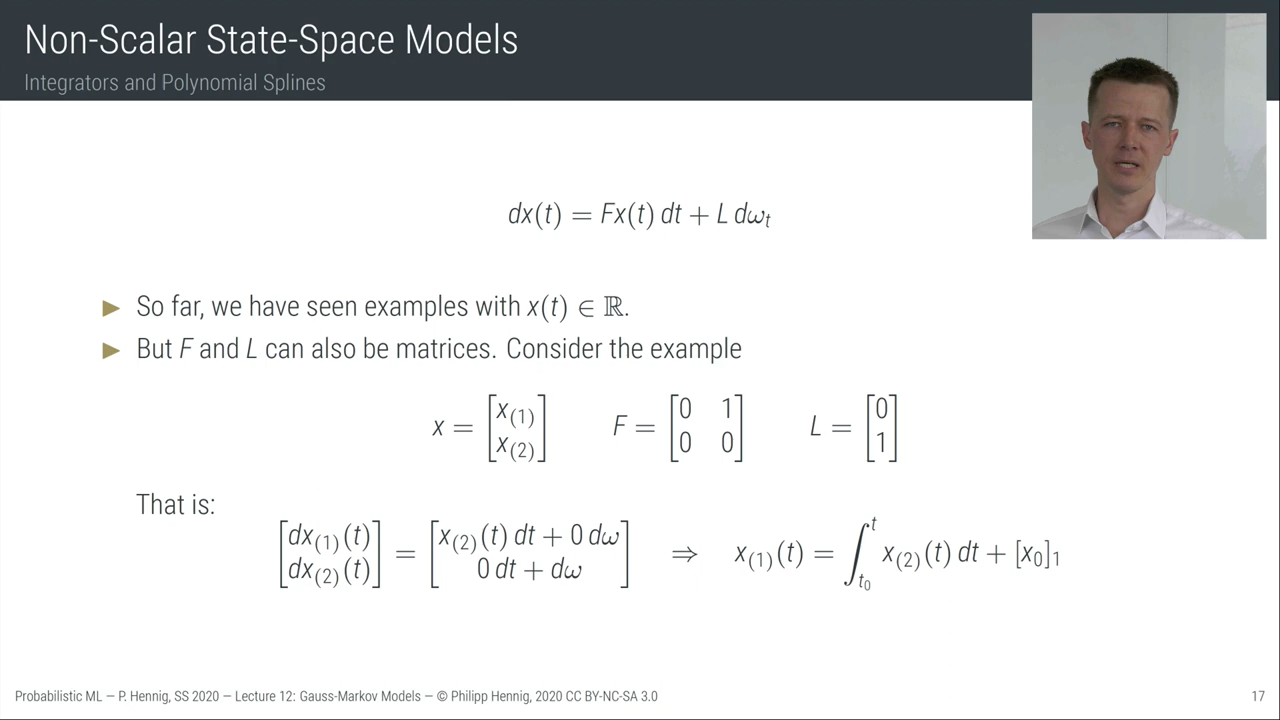 Non-Scalar State-Space Models
Integrators and Polynomial Splines
dx(t) = Fx(t) dt + L dω_t
▶ So far, we have seen examples with x(t) ∈ ℝ.
▶ But F and L can also be matrices. Consider the example
x = [x_(1); x_(2)]    F = [0 1; 0 0]    L = [0; 1]
That is:
[dx_(1)(t); dx_(2)(t)] = [x_(2)(t) dt + 0 dω; 0 dt + dω]  ⇒  x_(1)(t) = ∫_{t_0}^{t} x_(2)(t) dt + [x_0]_1
Probabilistic ML — P. Hennig, SS 2020 — Lecture 12: Gauss-Markov Models — © Philipp Hennig, 2020 CC BY-NC-SA 3.0
17